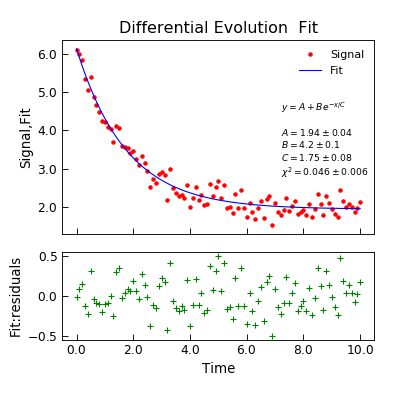 Differential Evolution  Fit
6.0
5.0
4.0
3.0
2.0
Signal,Fit
Signal
Fit
y = A + Be^{-x/C}
A = 1.94 ± 0.04
B = 4.2 ± 0.1
C = 1.75 ± 0.08
χ² = 0.046 ± 0.006
0.5
0.0
−0.5
Fit:residuals
0.0 2.0 4.0 6.0 8.0 10.0
Time